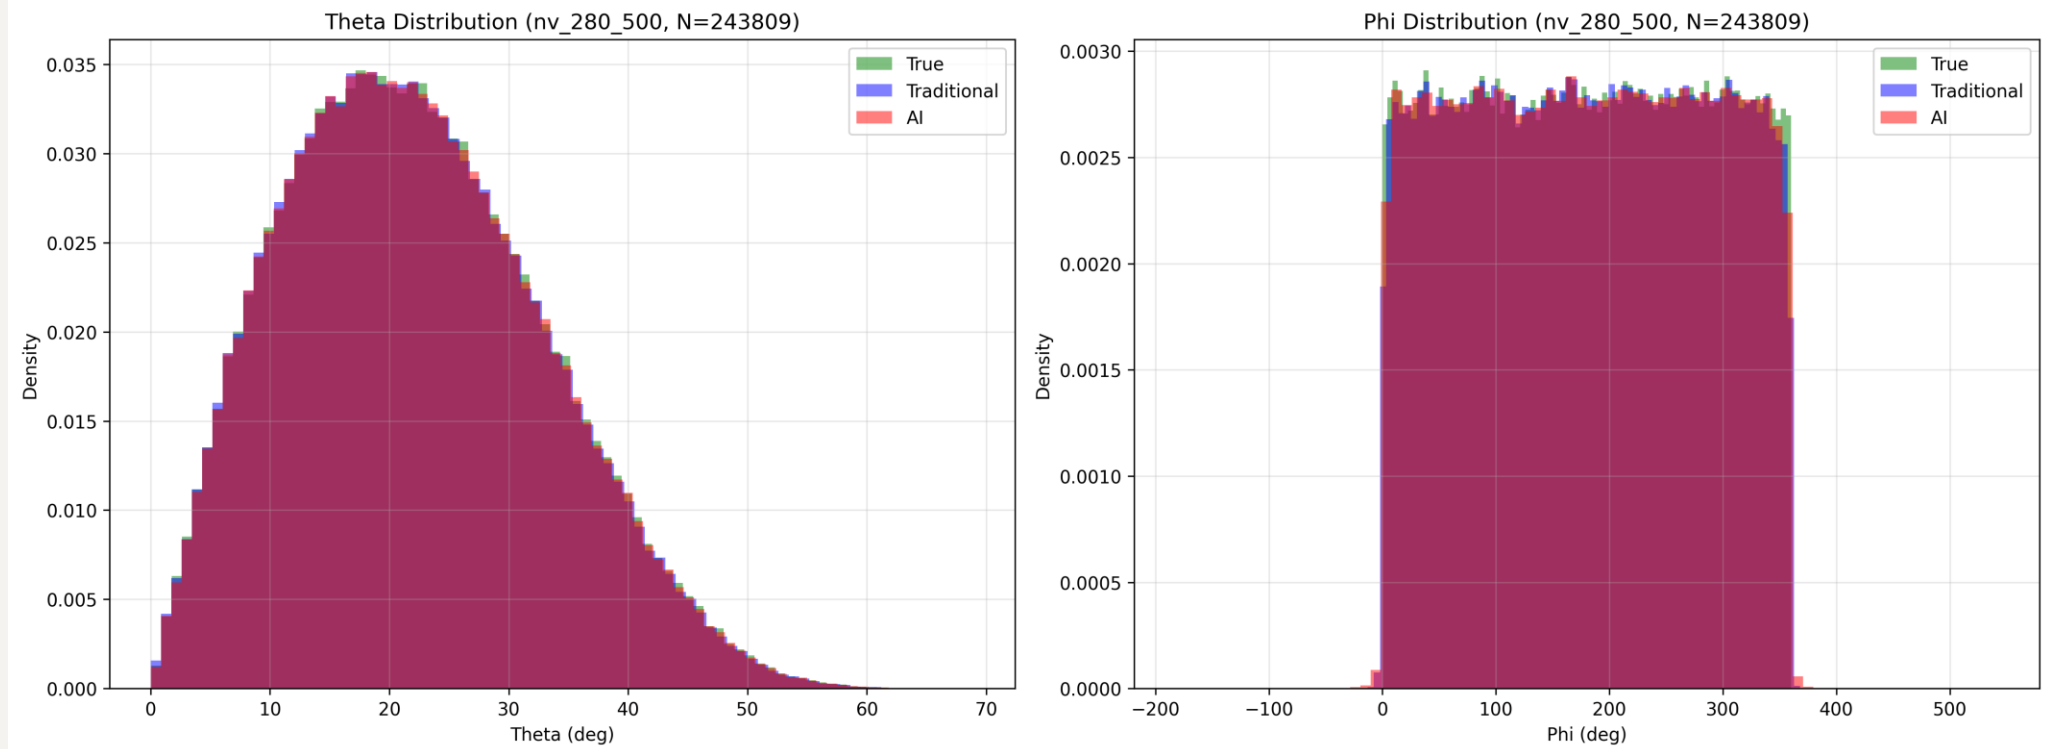 Theta Distribution (nv_280_500, N=243809)
True
Traditional
AI
0.035
0.030
0.025
0.020
0.015
0.010
0.005
0.000
Density
0
10
20
30
40
50
60
70
Theta (deg)
Phi Distribution (nv_280_500, N=243809)
True
Traditional
AI
0.0030
0.0025
0.0020
0.0015
0.0010
0.0005
0.0000
Density
−200
−100
0
100
200
300
400
500
Phi (deg)